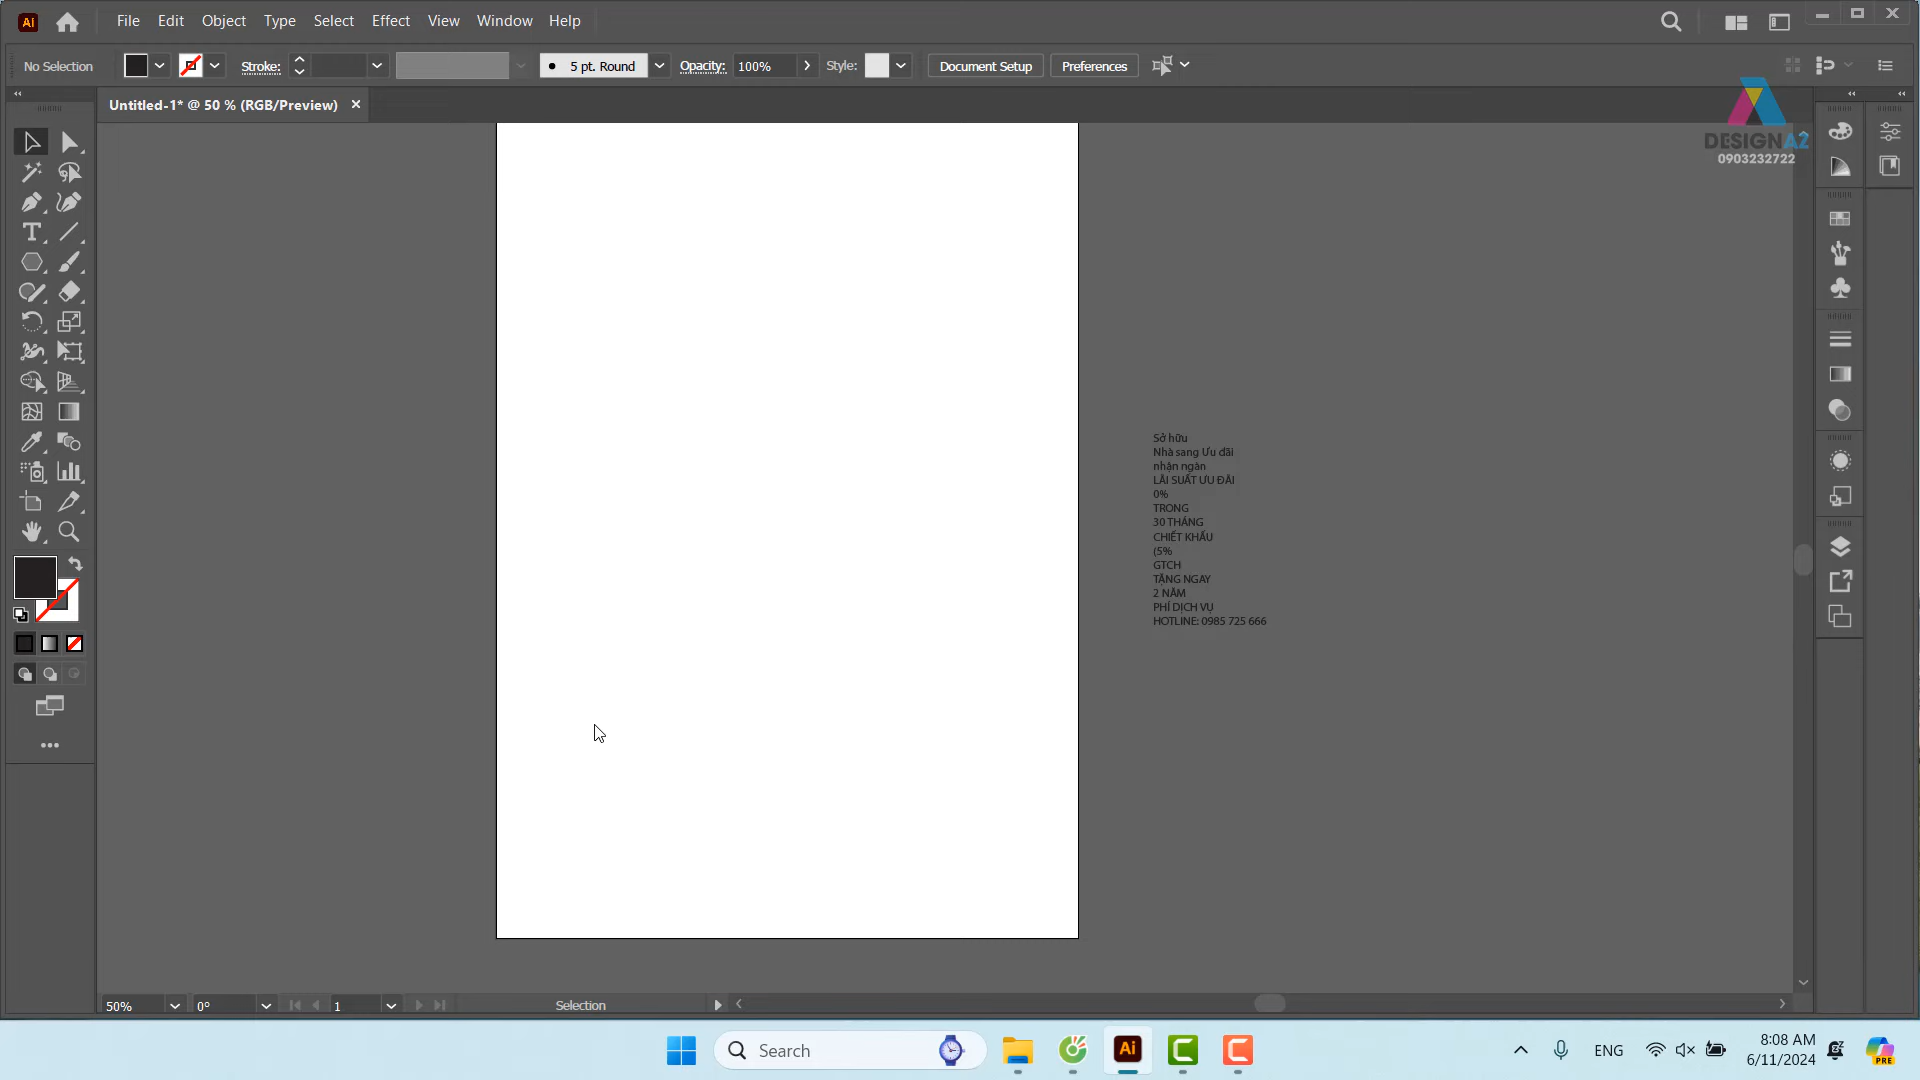 Ai File Edit Object Type Select Effect View Window Help
No Selection Stroke: 5 pt. Round Opacity: 100% Style: Document Setup Preferences
Untitled-1* @ 50 % (RGB/Preview)
DESIGNA2
0903232722
Sở hữu
Nhà sang Ưu đãi
nhận ngàn
LÃI SUẤT ƯU ĐÃI
0%
TRONG
30 THÁNG
CHIẾT KHẤU
(5%
GTCH
TẶNG NGAY
2 NĂM
PHÍ DỊCH VỤ
HOTLINE: 0985 725 666
50% 0° 1 Selection
Search Ai ENG 8:08 AM
6/11/2024
PRE